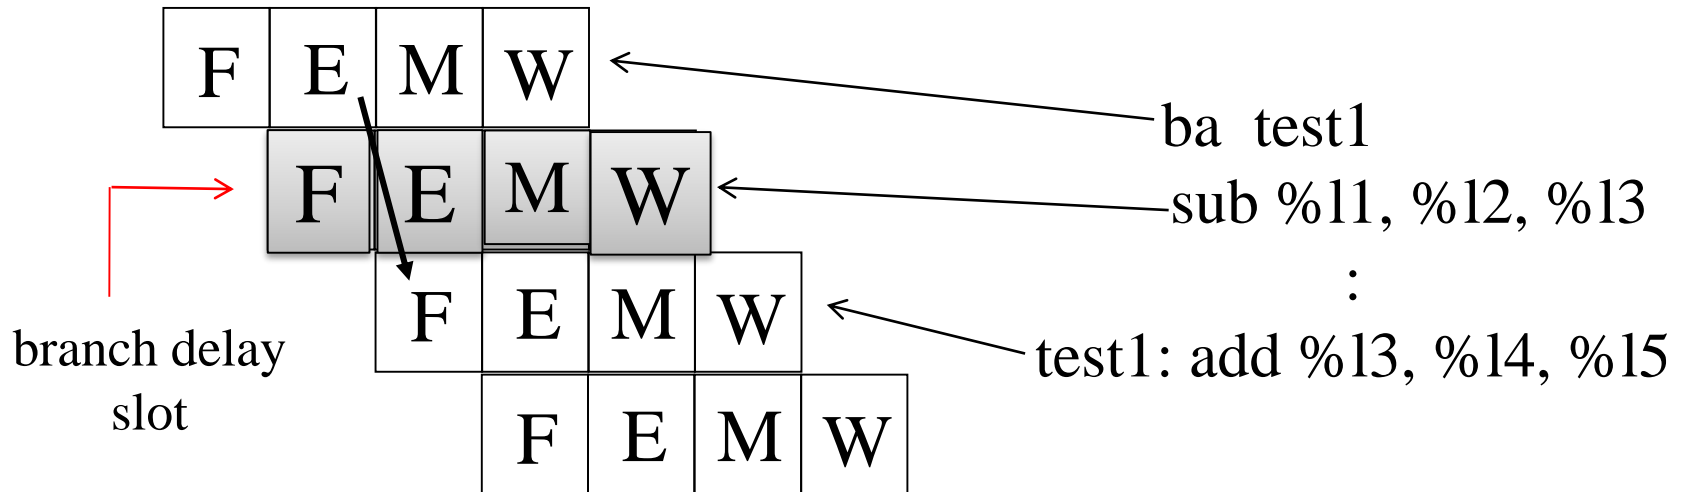 F E M W
ba test1
F E M W
sub %l1, %l2, %l3
:
F E M W
test1: add %l3, %l4, %l5
branch delay
slot
F E M W